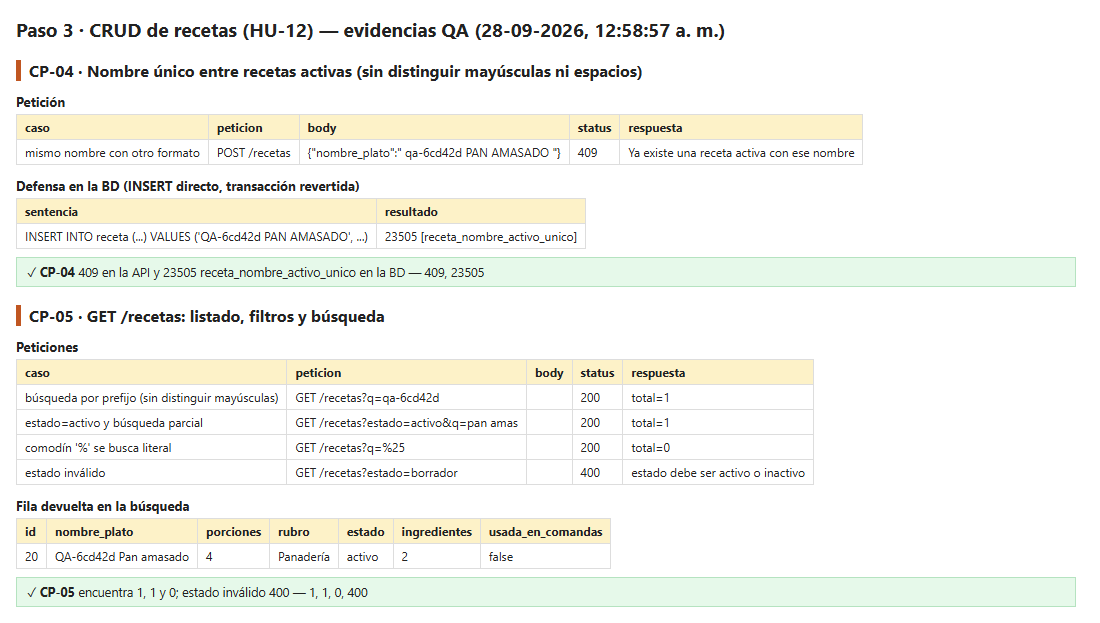 Paso 3 · CRUD de recetas (HU-12) — evidencias QA (28-09-2026, 12:58:57 a. m.)
CP-04 · Nombre único entre recetas activas (sin distinguir mayúsculas ni espacios)
Petición
caso peticion body status respuesta
mismo nombre con otro formato POST /recetas {"nombre_plato":" qa-6cd42d PAN AMASADO "} 409 Ya existe una receta activa con ese nombre
Defensa en la BD (INSERT directo, transacción revertida)
sentencia resultado
INSERT INTO receta (...) VALUES ('QA-6cd42d PAN AMASADO', ...) 23505 [receta_nombre_activo_unico]
✓ CP-04 409 en la API y 23505 receta_nombre_activo_unico en la BD — 409, 23505
CP-05 · GET /recetas: listado, filtros y búsqueda
Peticiones
caso peticion body status respuesta
búsqueda por prefijo (sin distinguir mayúsculas) GET /recetas?q=qa-6cd42d 200 total=1
estado=activo y búsqueda parcial GET /recetas?estado=activo&q=pan amas 200 total=1
comodín '%' se busca literal GET /recetas?q=%25 200 total=0
estado inválido GET /recetas?estado=borrador 400 estado debe ser activo o inactivo
Fila devuelta en la búsqueda
id nombre_plato porciones rubro estado ingredientes usada_en_comandas
20 QA-6cd42d Pan amasado 4 Panadería activo 2 false
✓ CP-05 encuentra 1, 1 y 0; estado inválido 400 — 1, 1, 0, 400